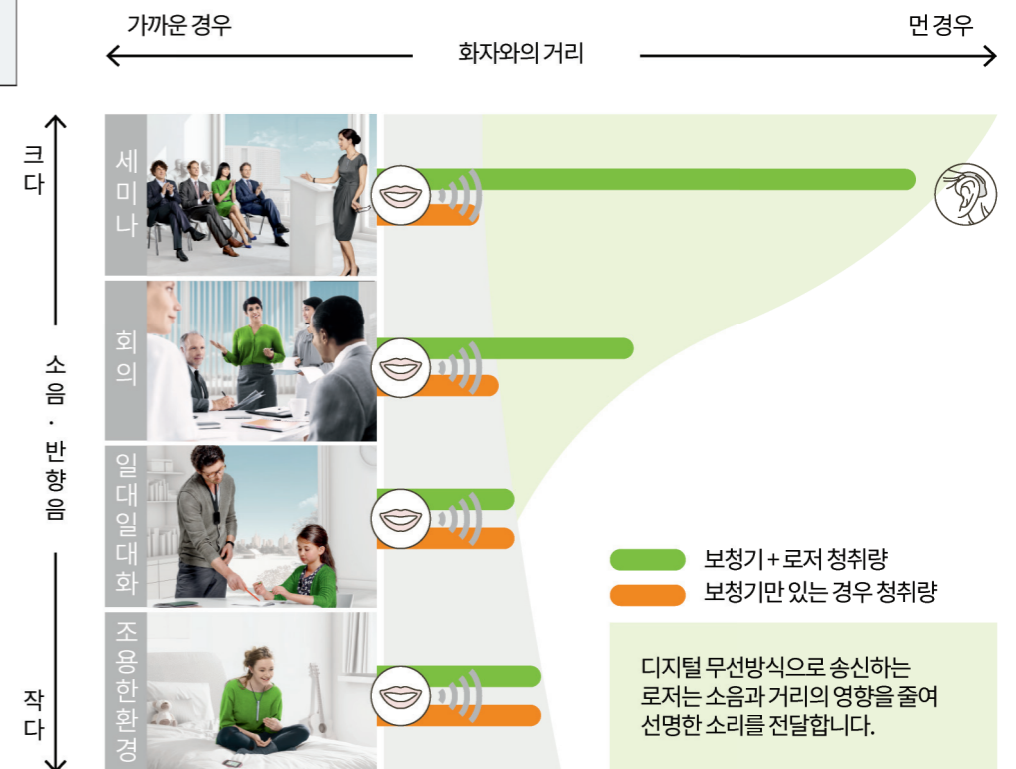 가까운 경우
먼 경우
화자와의 거리
크다
소음 · 반향음
작다
세미나
회의
일대일대화
조용한환경
보청기 + 로저 청취량
보청기만 있는 경우 청취량
디지털 무선방식으로 송신하는
로저는 소음과 거리의 영향을 줄여
선명한 소리를 전달합니다.